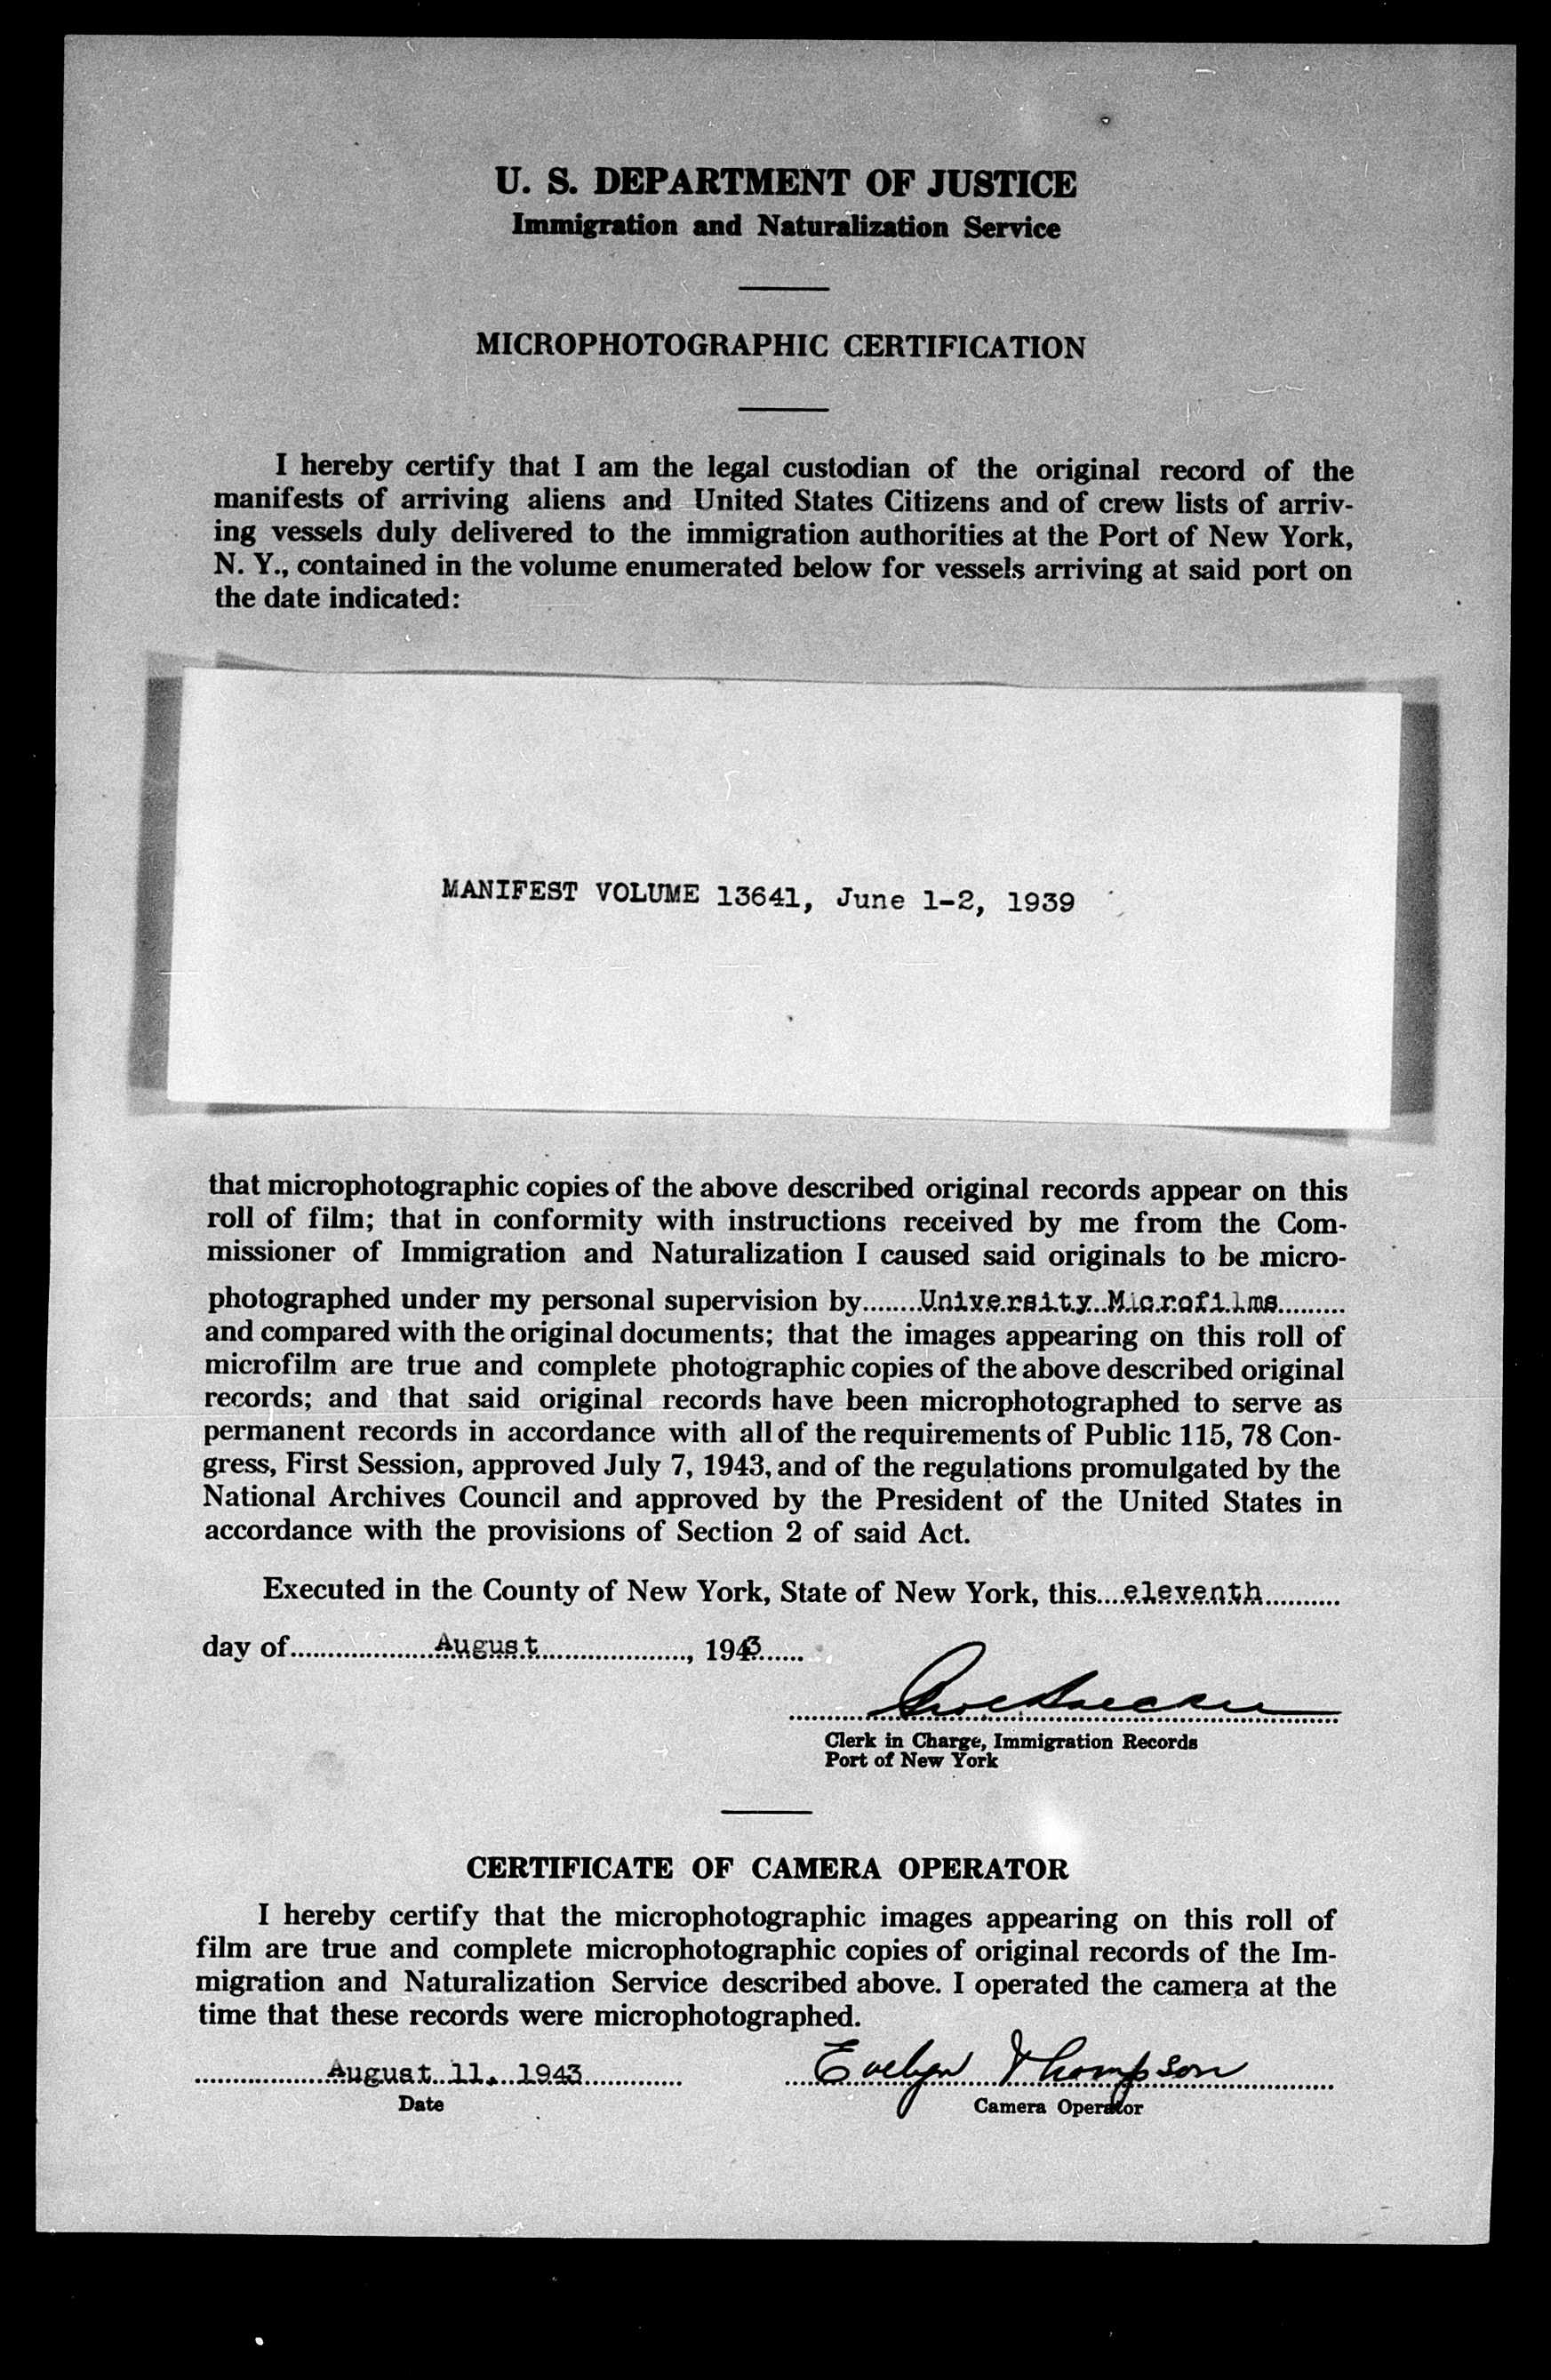 U. S. DEPARTMENT OF JUSTICE
Immigration and Naturalization Service
MICROPHOTOGRAPHIC CERTIFICATION
I hereby certify that I am the legal custodian of the original record of the
manifests of arriving aliens and United States Citizens and of crew lists of arriv-
ing vessels duly delivered to the immigration authorities at the Port of New York,
N. Y., contained in the volume enumerated below for vessels arriving at said port on
the date indicated:
MANIFEST VOLUME 13641, June 1-2, 1939
that microphotographic copies of the above described original records appear on this
roll of film; that in conformity with instructions received by me from the Com-
missioner of Immigration and Naturalization I caused said originals to be micro-
photographed under my personal supervision by University Microfilms
and compared with the original documents; that the images appearing on this roll of
microfilm are true and complete photographic copies of the above described original
records; and that said original records have been microphotographed to serve as
permanent records in accordance with all of the requirements of Public 115, 78 Con-
gress, First Session, approved July 7, 1943, and of the regulations promulgated by the
National Archives Council and approved by the President of the United States in
accordance with the provisions of Section 2 of said Act.
Executed in the County of New York, State of New York, this eleventh
day of August, 1943
Clerk in Charge, Immigration Records
Port of New York
CERTIFICATE OF CAMERA OPERATOR
I hereby certify that the microphotographic images appearing on this roll of
film are true and complete microphotographic copies of original records of the Im-
migration and Naturalization Service described above. I operated the camera at the
time that these records were microphotographed.
August 11, 1943 Evelyn Thompson
Date Camera Operator